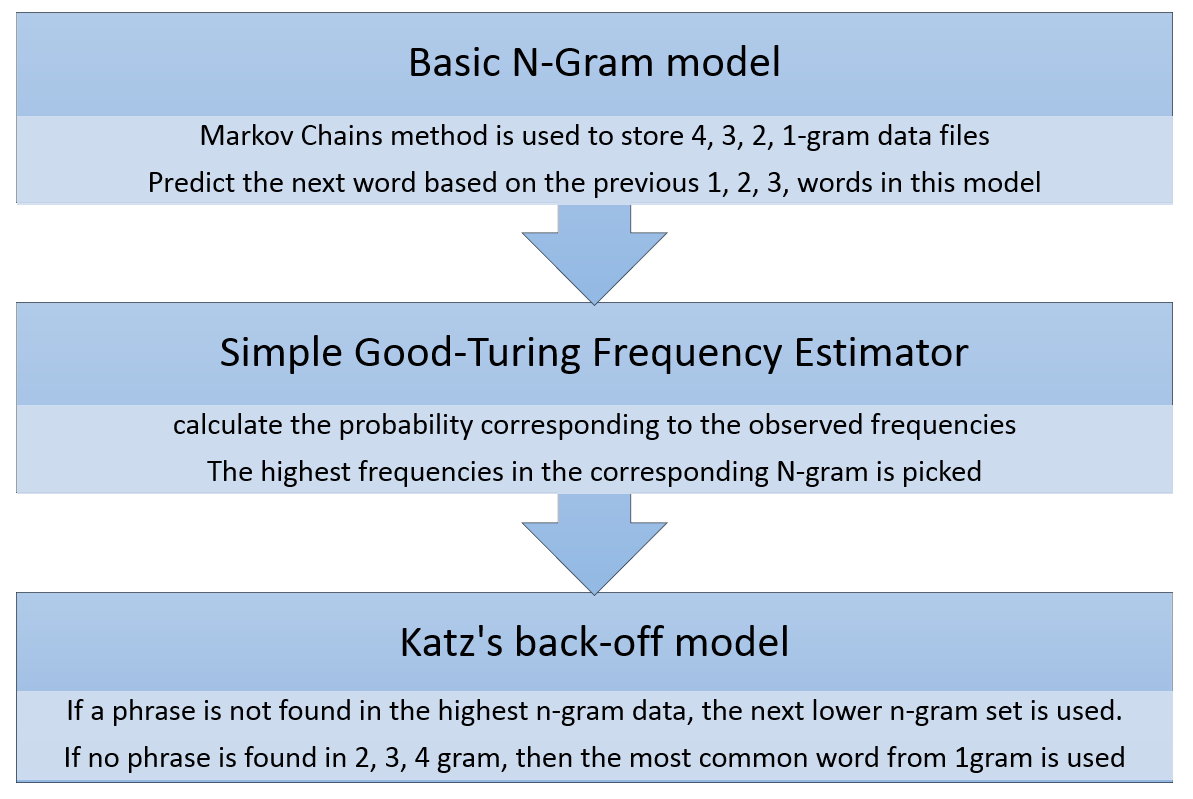 Basic N-Gram model
Markov Chains method is used to store 4, 3, 2, 1-gram data files
Predict the next word based on the previous 1, 2, 3, words in this model
Simple Good-Turing Frequency Estimator
calculate the probability corresponding to the observed frequencies
The highest frequencies in the corresponding N-gram is picked
Katz's back-off model
If a phrase is not found in the highest n-gram data, the next lower n-gram set is used.
If no phrase is found in 2, 3, 4 gram, then the most common word from 1gram is used